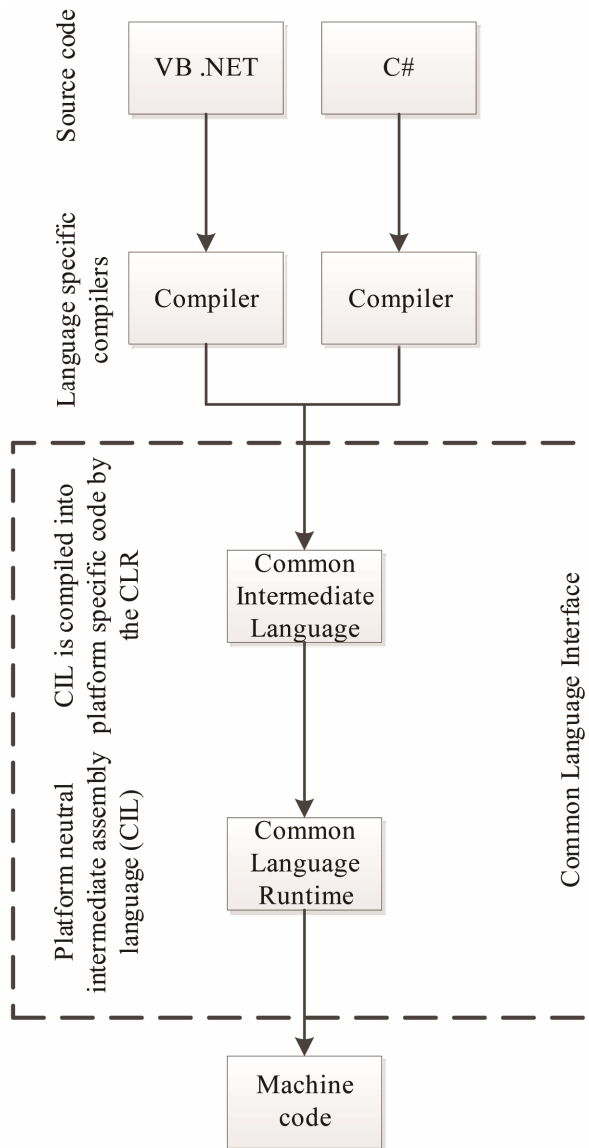 Source code
VB .NET
C#
Language specific
compilers
Compiler
Compiler
CIL is compiled into
platform specific code by
the CLR
Common
Intermediate
Language
Common Language Interface
Platform neutral
intermediate assembly
language (CIL)
Common
Language
Runtime
Machine
code